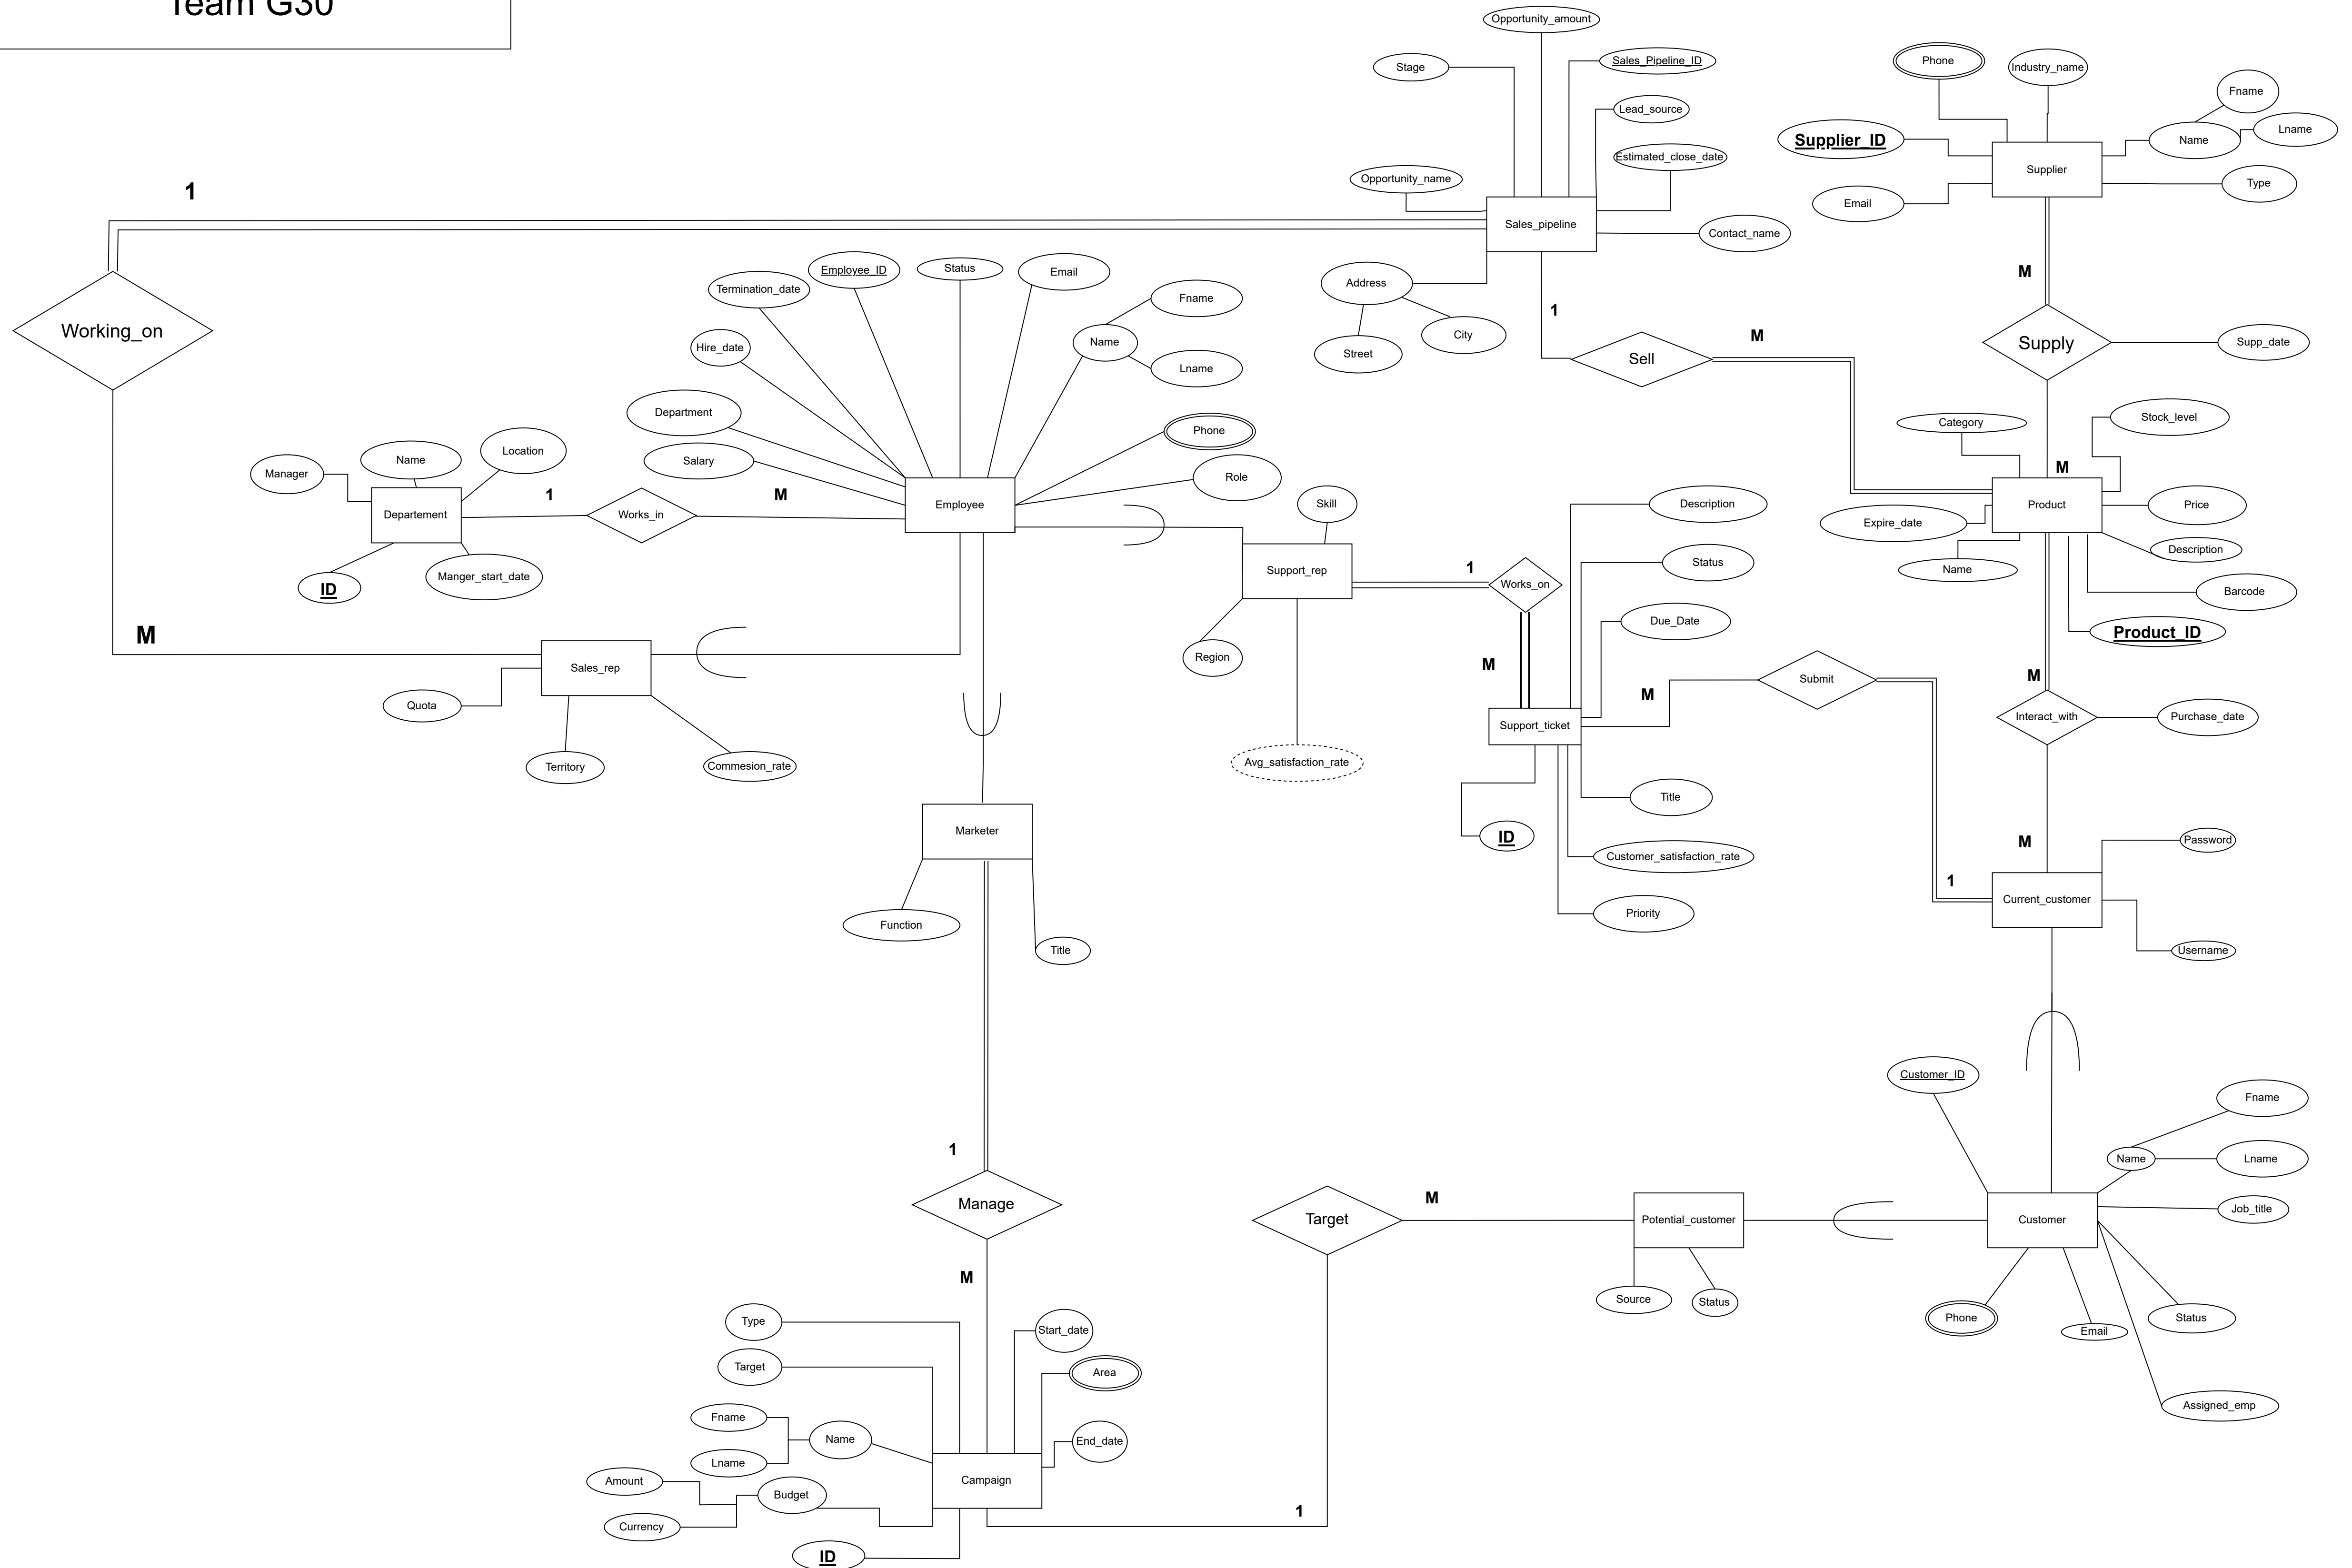 Team G30
Opportunity_amount
Stage
Sales_Pipeline_ID
Lead_source
Estimated_close_date
Opportunity_name
Sales_pipeline
Contact_name
Address
Street
City
Phone
Industry_name
Fname
Lname
Name
Supplier_ID
Supplier
Type
Email
1
Working_on
M
Termination_date
Employee_ID
Status
Email
Fname
Name
Lname
Hire_date
Department
Salary
Phone
Role
Employee
1
Sell
M
M
Supply
Supp_date
Category
Stock_level
M
Product
Price
Expire_date
Description
Name
Barcode
Product_ID
Manager
Name
Location
Departement
1
Works_in
M
ID
Manger_start_date
Skill
Support_rep
1
Works_on
Region
Avg_satisfaction_rate
M
Description
Status
Due_Date
M
Submit
Support_ticket
Title
ID
Customer_satisfaction_rate
Priority
M
Interact_with
Purchase_date
M
1
Password
Current_customer
Username
Sales_rep
Quota
Territory
Commesion_rate
Marketer
Function
Title
1
Manage
M
Target
M
Potential_customer
Source
Status
Customer_ID
Fname
Name
Lname
Customer
Job_title
Phone
Email
Status
Assigned_emp
Type
Target
Start_date
Area
Fname
Name
Lname
End_date
Amount
Budget
Campaign
Currency
ID
1